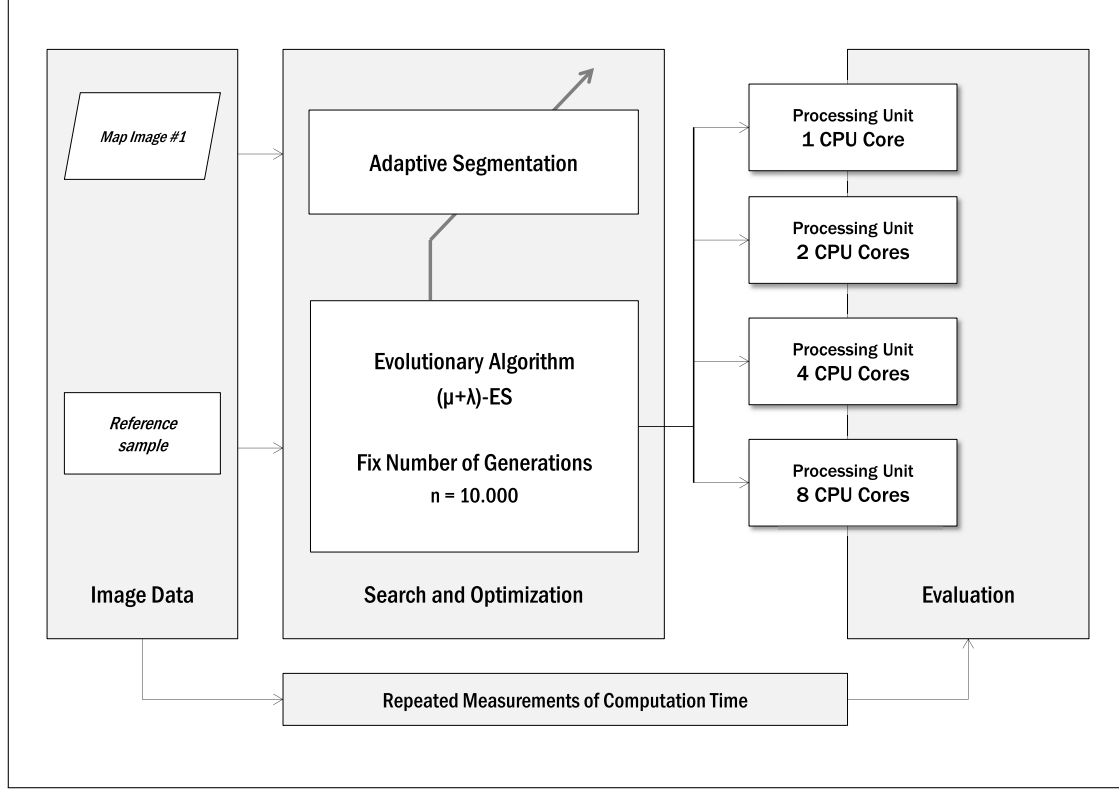 Map Image #1
Reference
sample
Image Data
Adaptive Segmentation
Evolutionary Algorithm
(μ+λ)-ES
Fix Number of Generations
n = 10.000
Search and Optimization
Processing Unit
1 CPU Core
Processing Unit
2 CPU Cores
Processing Unit
4 CPU Cores
Processing Unit
8 CPU Cores
Evaluation
Repeated Measurements of Computation Time